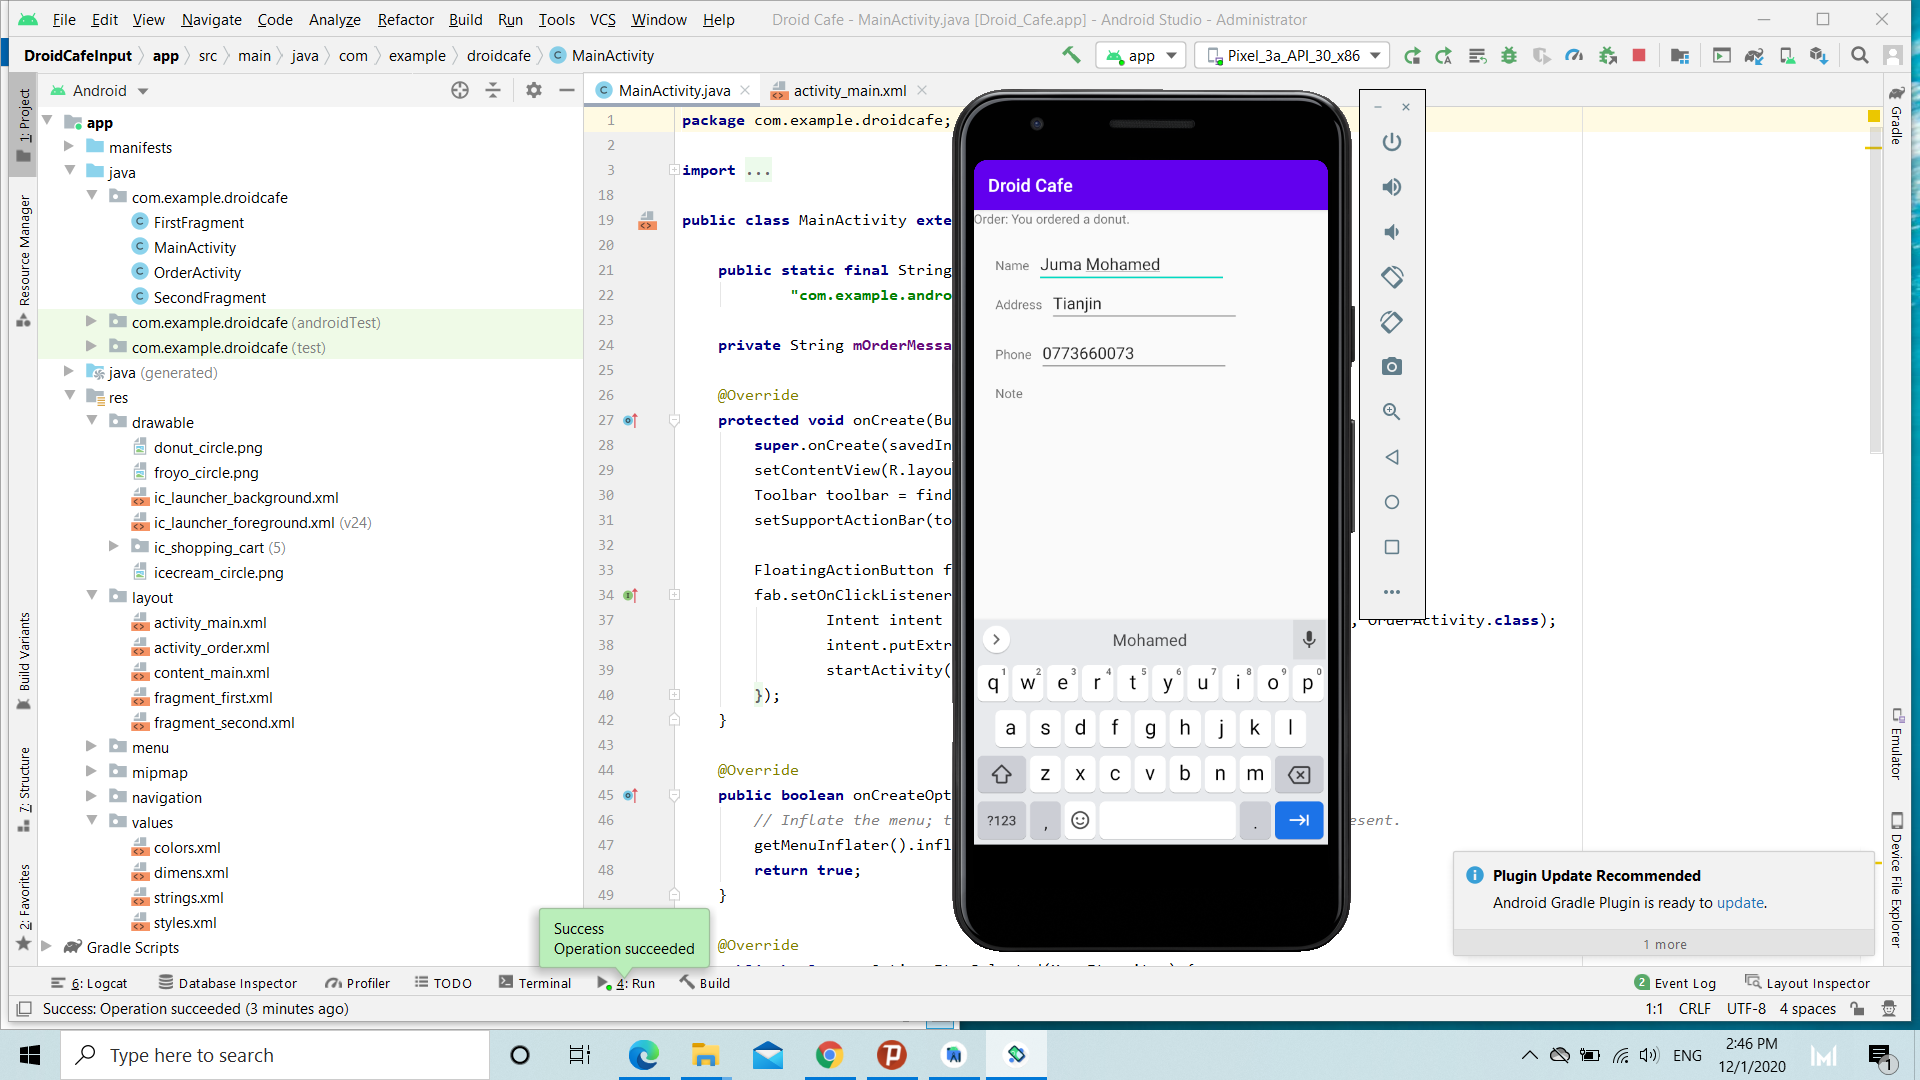 File Edit View Navigate Code Analyze Refactor Build Run Tools VCS Window Help Droid Cafe - MainActivity.java [Droid_Cafe.app] - Android Studio - Administrator
DroidCafeInput app src main java com example droidcafe MainActivity app Pixel_3a_API_30_x86
Android
MainActivity.java activity_main.xml
1: Project
Resource Manager
Build Variants
7: Structure
2: Favorites
app
manifests
java
com.example.droidcafe
FirstFragment
MainActivity
OrderActivity
SecondFragment
com.example.droidcafe (androidTest)
com.example.droidcafe (test)
java (generated)
res
drawable
donut_circle.png
froyo_circle.png
ic_launcher_background.xml
ic_launcher_foreground.xml (v24)
ic_shopping_cart (5)
icecream_circle.png
layout
activity_main.xml
activity_order.xml
content_main.xml
fragment_first.xml
fragment_second.xml
menu
mipmap
navigation
values
colors.xml
dimens.xml
strings.xml
styles.xml
Gradle Scripts
1 package com.example.droidcafe;
2
3 import ...
18
19 public class MainActivity exte
20
21 public static final String
22 "com.example.andro
23
24 private String mOrderMessa
25
26 @Override
27 protected void onCreate(Bu
28 super.onCreate(savedIn
29 setContentView(R.layou
30 Toolbar toolbar = find
31 setSupportActionBar(to
32
33 FloatingActionButton f
34 fab.setOnClickListener
37 Intent intent , OrderActivity.class);
38 intent.putExtr
39 startActivity(
40 });
42 }
43
44 @Override
45 public boolean onCreateOpt
46 // Inflate the menu; t esent.
47 getMenuInflater().infl
48 return true;
49 }
@Override
Droid Cafe
Order: You ordered a donut.
Name Juma Mohamed
Address Tianjin
Phone 0773660073
Note
Mohamed
q1 w2 e3 r4 t5 y6 u7 i8 o9 p0
a s d f g h j k l
z x c v b n m
?123 , .
Gradle
Emulator
Device File Explorer
Plugin Update Recommended
Android Gradle Plugin is ready to update.
1 more
Success
Operation succeeded
6: Logcat Database Inspector Profiler TODO Terminal 4: Run Build 2 Event Log Layout Inspector
Success: Operation succeeded (3 minutes ago) 1:1 CRLF UTF-8 4 spaces
Type here to search
ENG
2:46 PM
12/1/2020
1